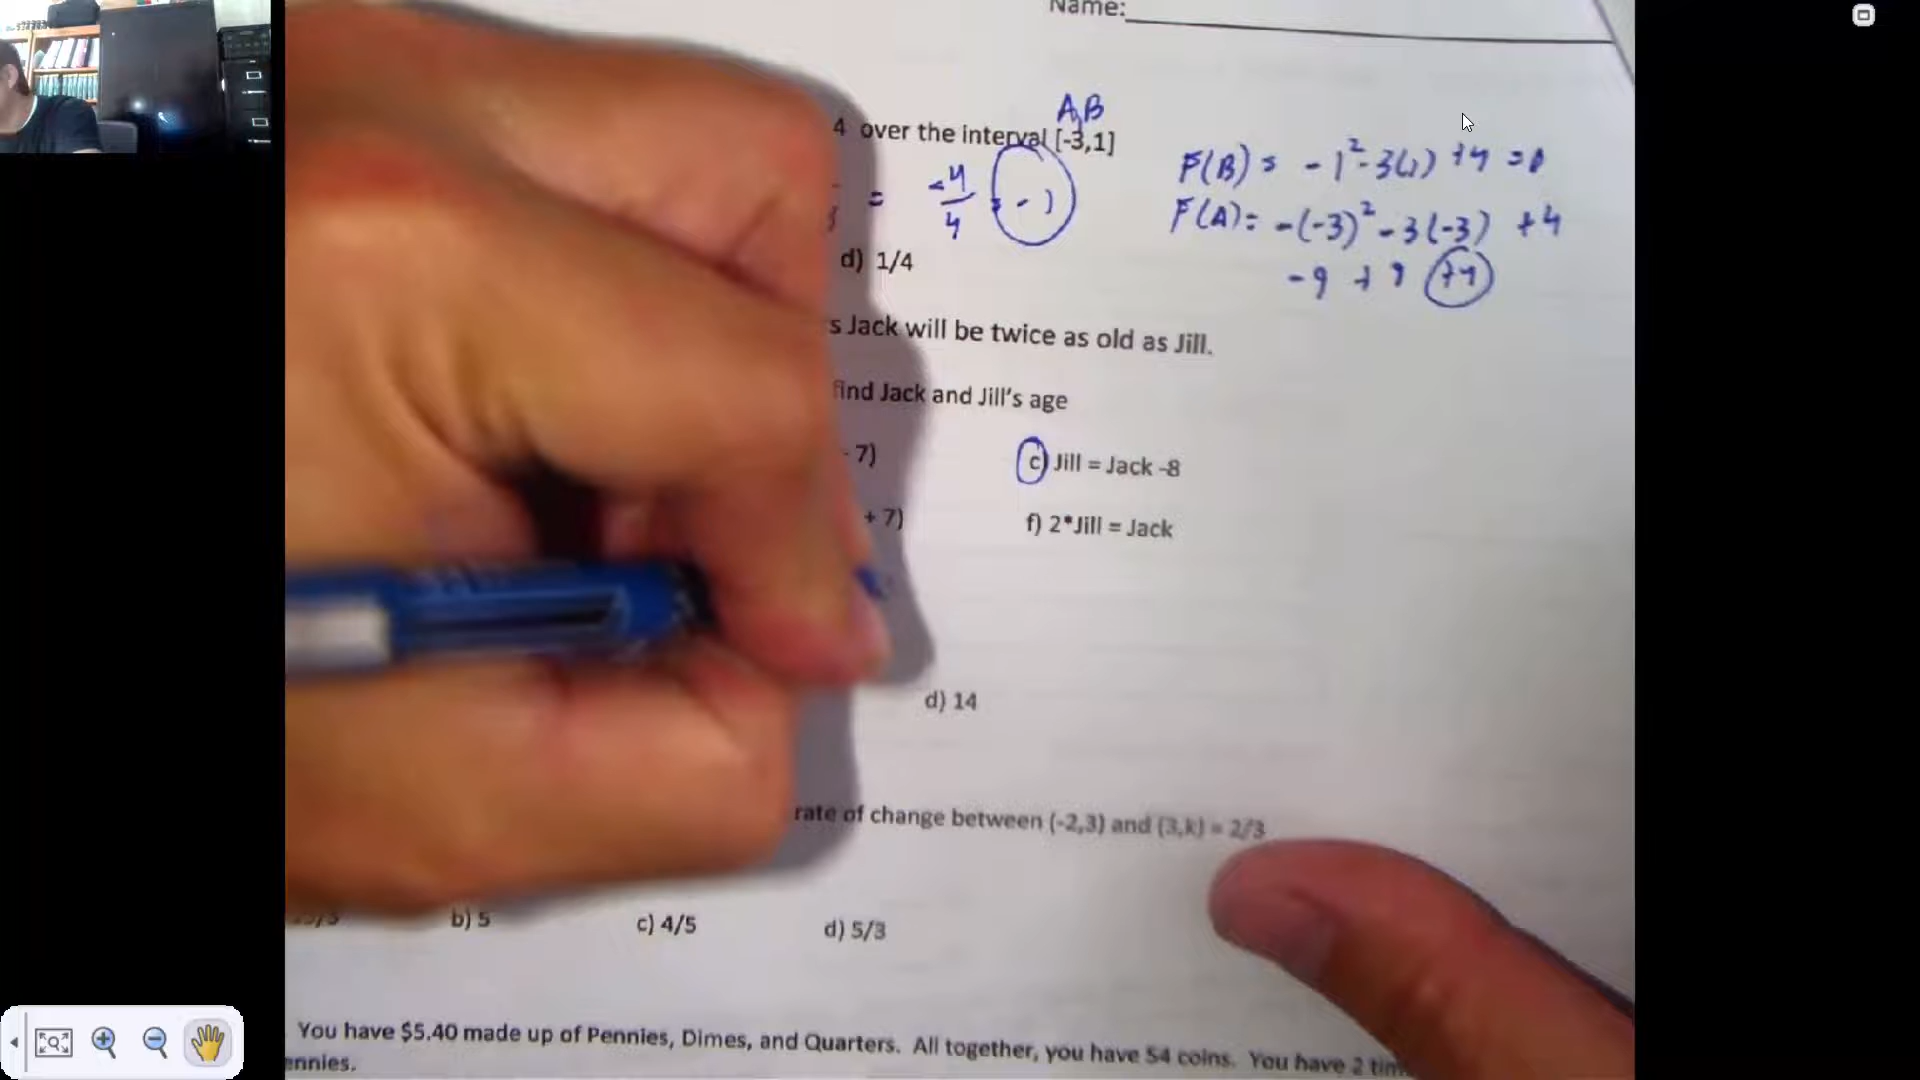 Name:
A,B
4 over the interval [-3,1]
F(B) = -1² -3(1) +4 = 0
= -4/4 = -1
F(A) = -(-3)² -3(-3) +4
-9 + 9 +4
d) 1/4
s Jack will be twice as old as Jill.
find Jack and Jill's age
- 7)
c) Jill = Jack -8
+ 7)
f) 2*Jill = Jack
d) 14
rate of change between (-2,3) and (3,k) = 2/3
b) 5
c) 4/5
d) 5/3
You have $5.40 made up of Pennies, Dimes, and Quarters. All together, you have 54 coins. You have 2
ennies.